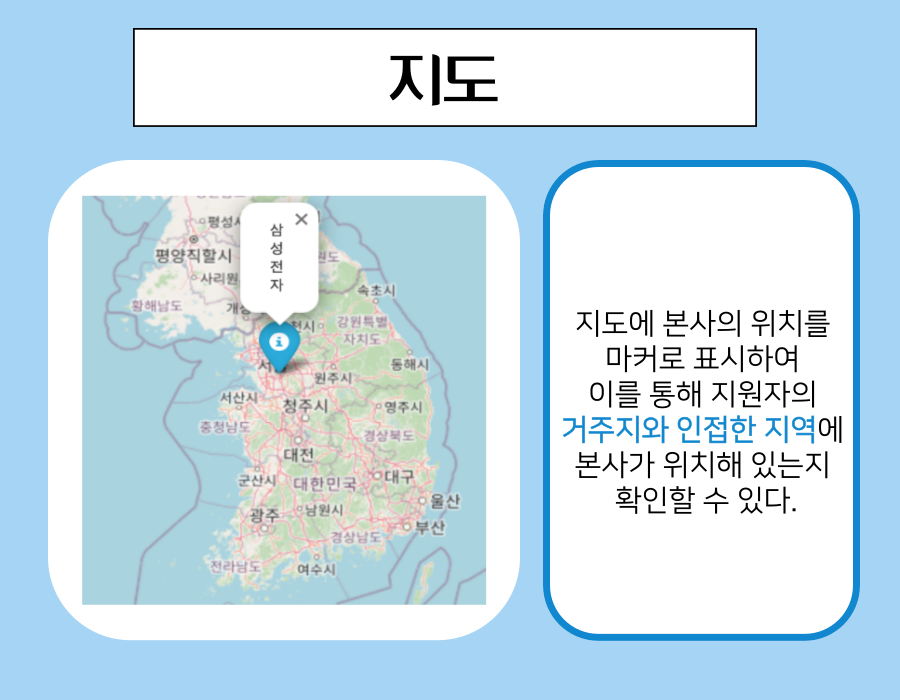 지도
평성시
평양직할시
사리원
황해남도
삼
성
전
자
속초시
강원특별
자치도
동해시
원주시
서산시
청주시
영주시
충청남도
경상북도
대전
군산시
대한민국
대구
울산
광주
남원시
부산
경상남도
전라남도
여수시
지도에 본사의 위치를
마커로 표시하여
이를 통해 지원자의
거주지와 인접한 지역에
본사가 위치해 있는지
확인할 수 있다.